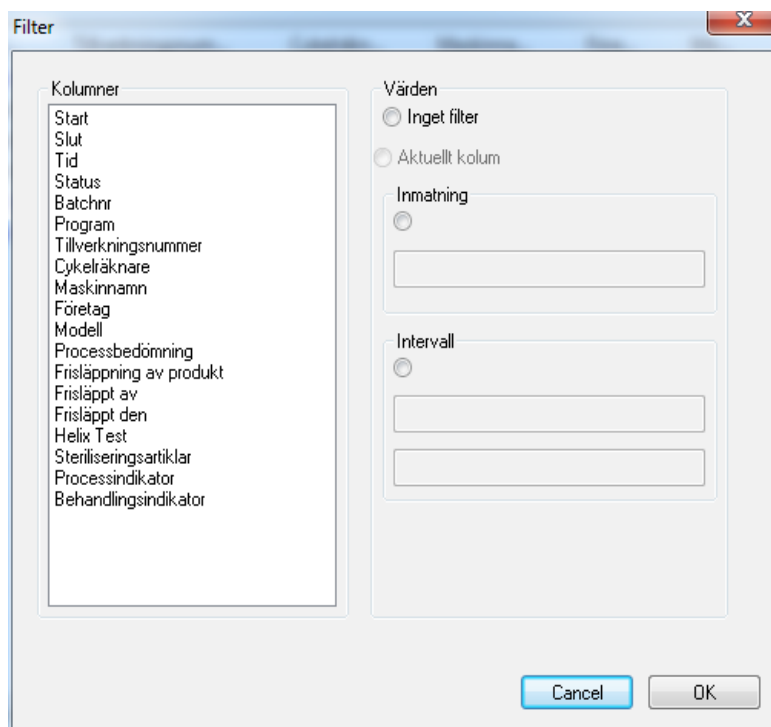 Filter
X
Kolumner
Start
Slut
Tid
Status
Batchnr
Program
Tillverkningsnummer
Cykelräknare
Maskinnamn
Företag
Modell
Processbedömning
Frisläppning av produkt
Frisläppt av
Frisläppt den
Helix Test
Steriliseringsartiklar
Processindikator
Behandlingsindikator
Värden
Inget filter
Aktuellt kolum
Inmatning
Intervall
Cancel
OK